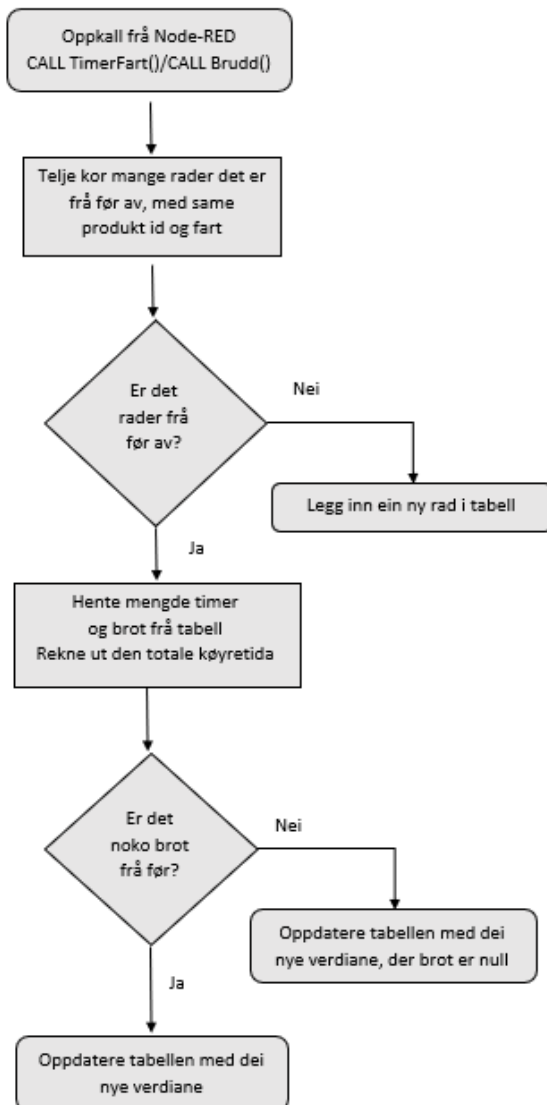 Oppkall frå Node-RED
CALL TimerFart()/CALL Brudd()
Telje kor mange rader det er
frå før av, med same
produkt id og fart
Er det
rader frå
før av?
Nei
Legg inn ein ny rad i tabell
Ja
Hente mengde timer
og brot frå tabell
Rekne ut den totale køyretida
Er det
noko brot
frå før?
Nei
Oppdatere tabellen med dei
nye verdiane, der brot er null
Ja
Oppdatere tabellen med dei
nye verdiane